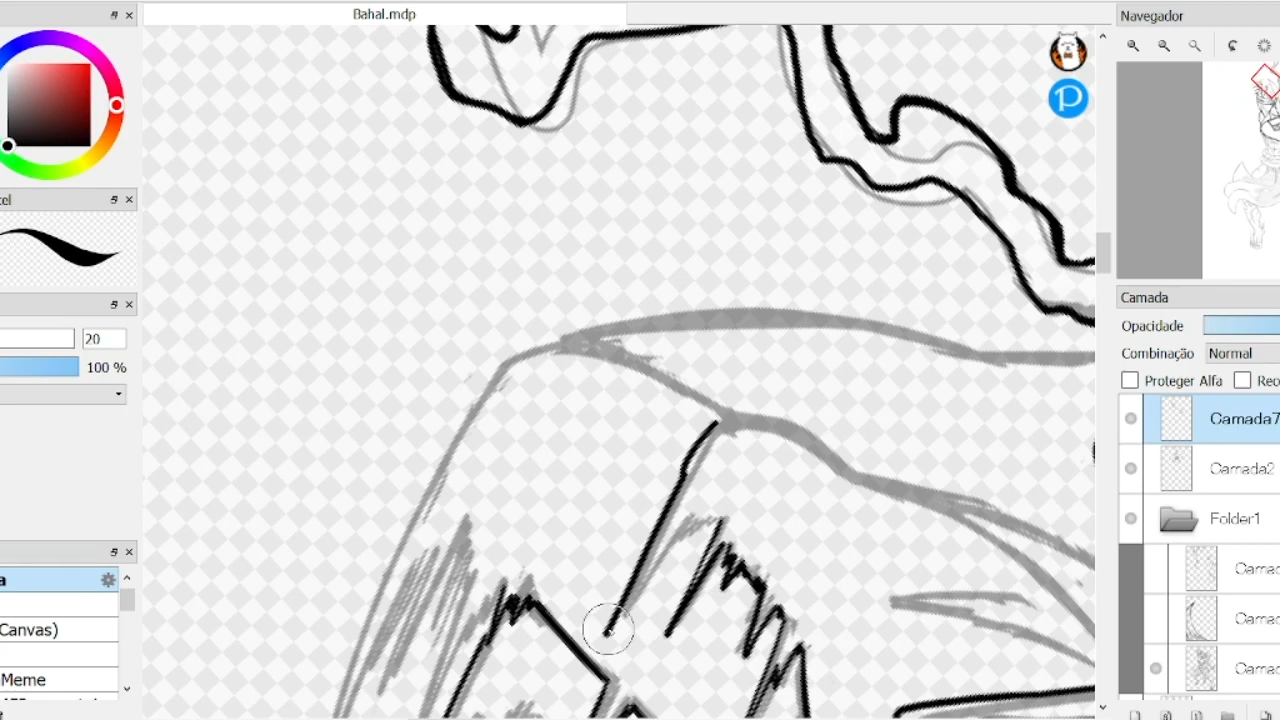 Bahal.mdp
Navegador
20
100 %
(Canvas)
Meme
Camada
Opacidade
Combinação Normal
Proteger Alfa
Camada7
Camada2
Folder1